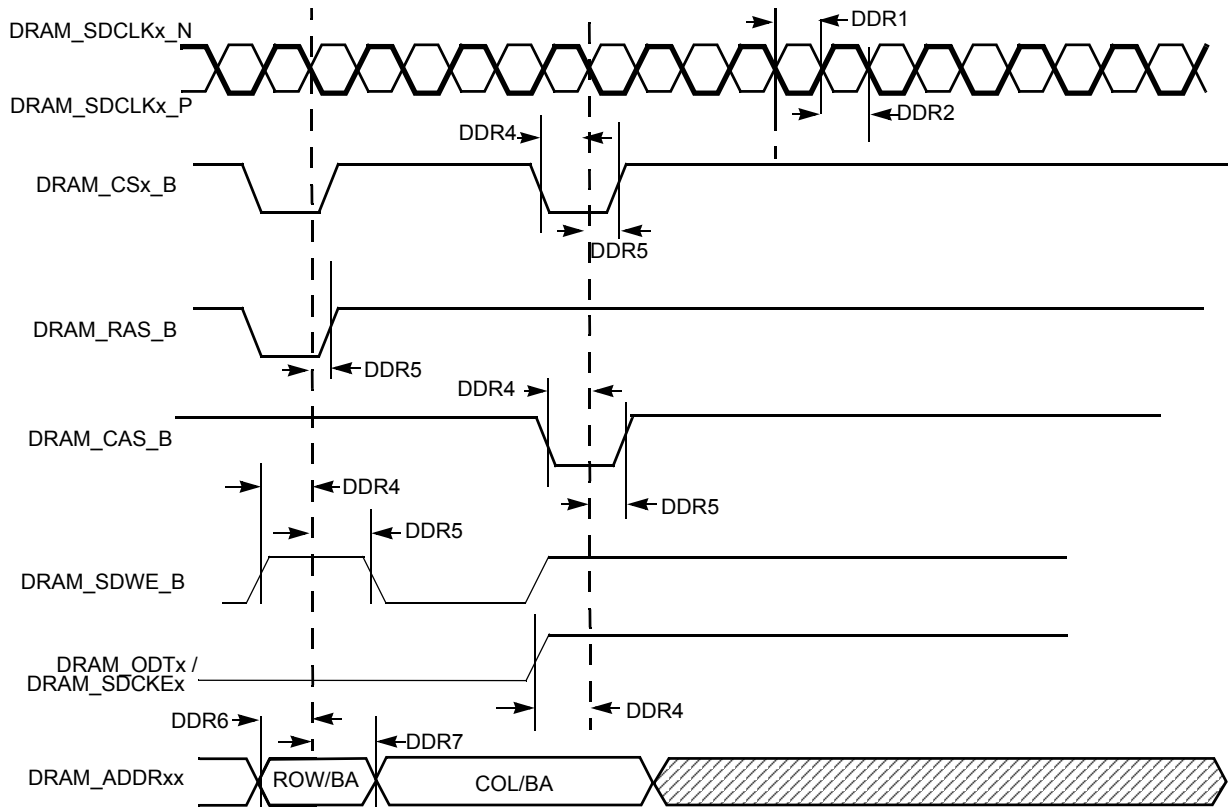 DRAM_SDCLKx_N
DDR1
DRAM_SDCLKx_P
DDR2
DDR4
DRAM_CSx_B
DDR5
DRAM_RAS_B
DDR5
DDR4
DRAM_CAS_B
DDR4
DDR5
DDR5
DRAM_SDWE_B
DRAM_ODTx /
DRAM_SDCKEx
DDR4
DDR6
DDR7
DRAM_ADDRxx
ROW/BA
COL/BA